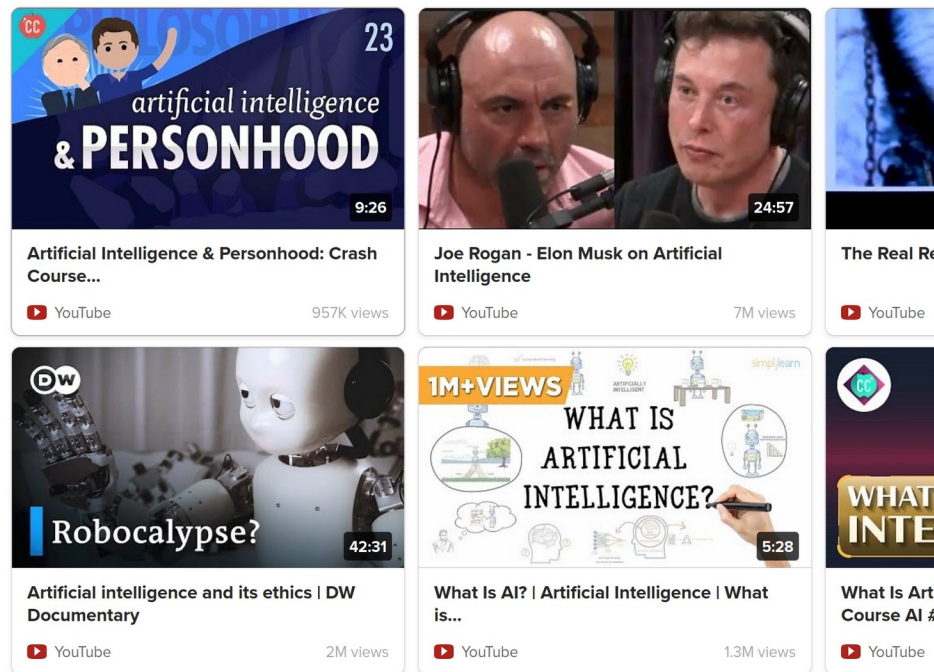 CC
PHILOSOPHY
23
artificial intelligence
& PERSONHOOD
9:26
Artificial Intelligence & Personhood: Crash
Course...
YouTube
957K views
24:57
Joe Rogan - Elon Musk on Artificial
Intelligence
YouTube
7M views
The Real
YouTube
DW
Robocalypse?
42:31
Artificial intelligence and its ethics | DW
Documentary
YouTube
2M views
1M+VIEWS
ARTIFICIALLY
INTELLIGENT
simplilearn
WHAT IS
ARTIFICIAL
INTELLIGENCE?
5:28
What Is AI? | Artificial Intelligence | What
is...
YouTube
1.3M views
CC
WHAT
INTE
What Is Art
Course AI #
YouTube